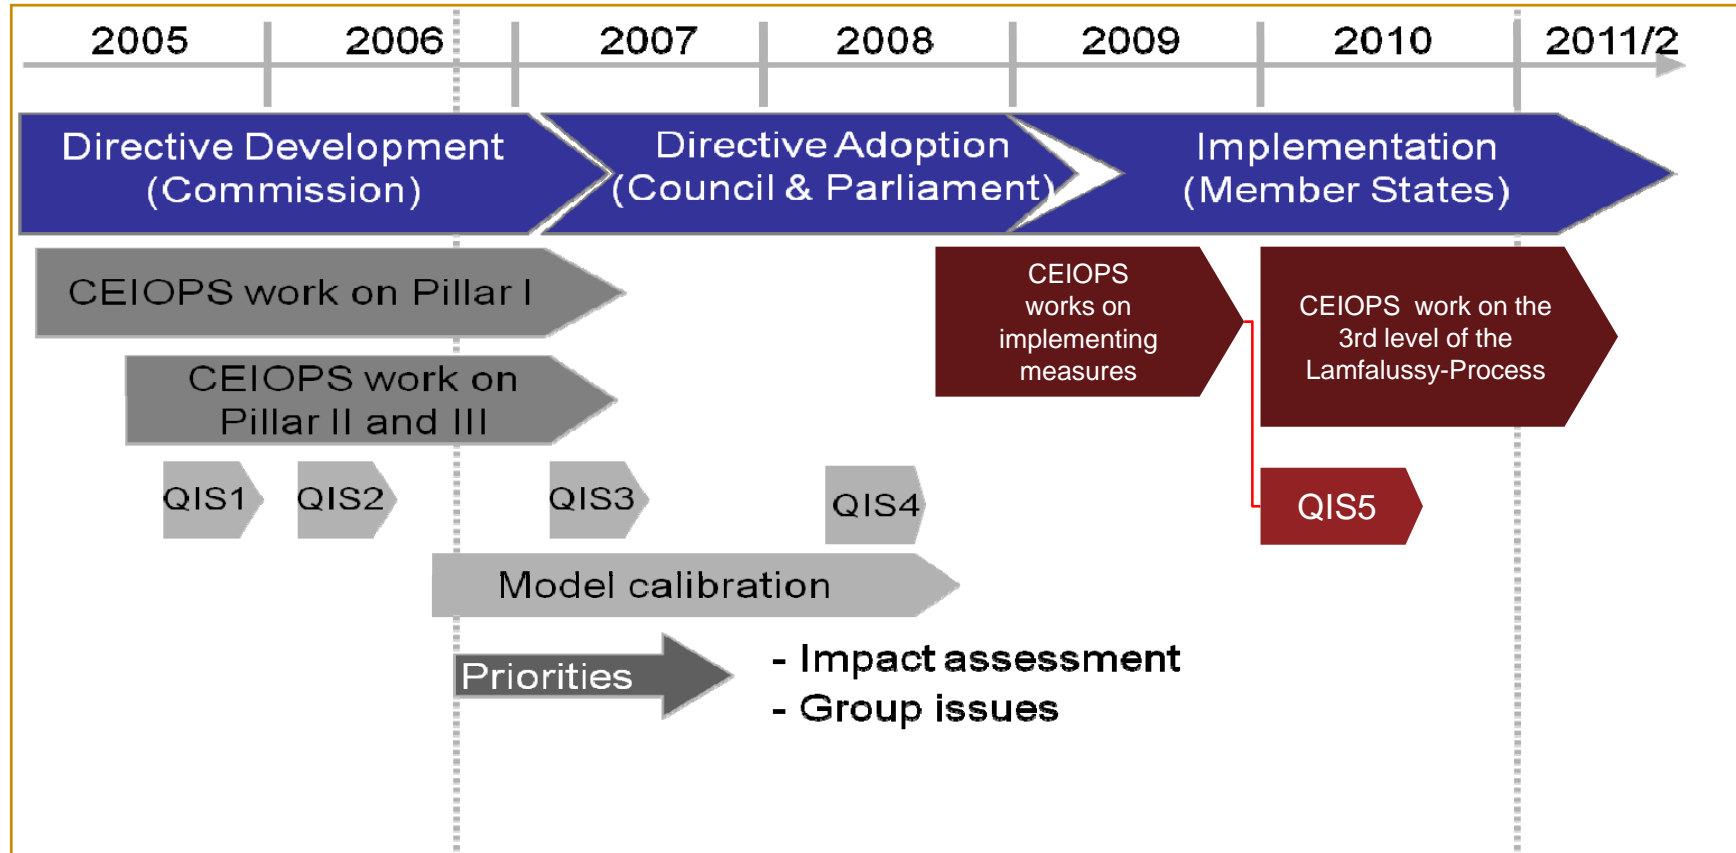 2005 2006 2007 2008 2009 2010 2011/2
Directive Development
(Commission)
Directive Adoption
(Council & Parliament)
Implementation
(Member States)
CEIOPS work on Pillar I
CEIOPS
works on
implementing
measures
CEIOPS work on the
3rd level of the
Lamfalussy-Process
CEIOPS work on
Pillar II and III
QIS1
QIS2
QIS3
QIS4
QIS5
Model calibration
Priorities
- Impact assessment
- Group issues